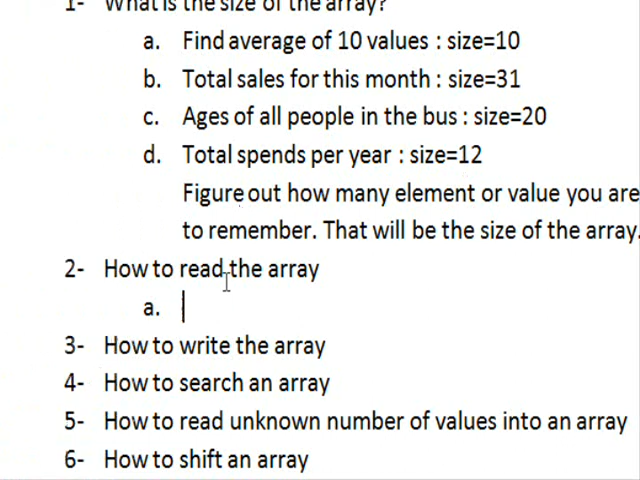 1- What is the size of the array?
a. Find average of 10 values : size=10
b. Total sales for this month : size=31
c. Ages of all people in the bus : size=20
d. Total spends per year : size=12
Figure out how many element or value you are
to remember. That will be the size of the array.
2- How to read the array
a.
3- How to write the array
4- How to search an array
5- How to read unknown number of values into an array
6- How to shift an array